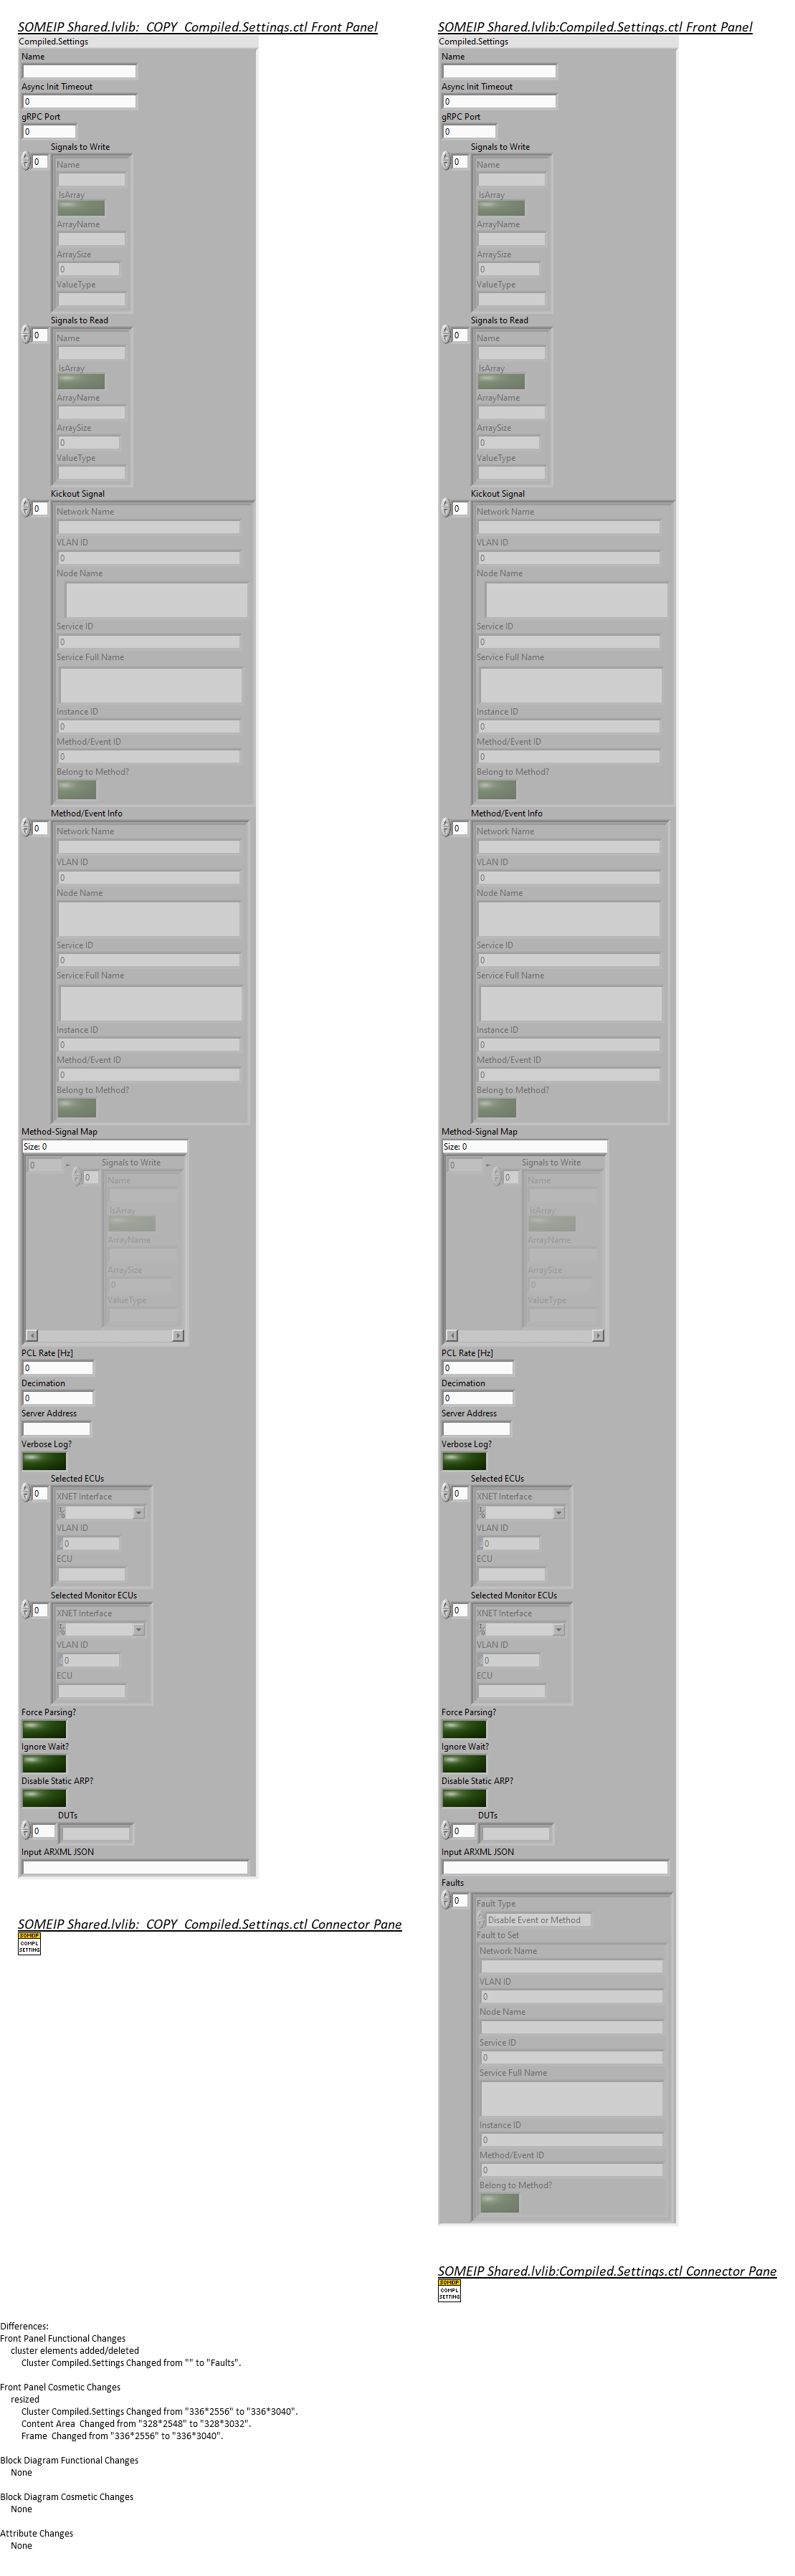 SOMEIP Shared.lvlib:_COPY_Compiled.Settings.ctl Front Panel
Compiled.Settings
Name
Async Init Timeout
0
gRPC Port
0
Signals to Write
0
Name
IsArray
ArrayName
ArraySize
0
ValueType
Signals to Read
0
Name
IsArray
ArrayName
ArraySize
0
ValueType
Kickout Signal
0
Network Name
VLAN ID
0
Node Name
Service ID
0
Service Full Name
Instance ID
0
Method/Event ID
0
Belong to Method?
Method/Event Info
0
Network Name
VLAN ID
0
Node Name
Service ID
0
Service Full Name
Instance ID
0
Method/Event ID
0
Belong to Method?
Method-Signal Map
Size: 0
0
Signals to Write
0
Name
IsArray
ArrayName
ArraySize
0
ValueType
PCL Rate [Hz]
0
Decimation
0
Server Address
Verbose Log?
Selected ECUs
0
XNET Interface
VLAN ID
0
ECU
Selected Monitor ECUs
0
XNET Interface
VLAN ID
0
ECU
Force Parsing?
Ignore Wait?
Disable Static ARP?
DUTs
0
Input ARXML JSON
SOMEIP Shared.lvlib:_COPY_Compiled.Settings.ctl Connector Pane
SOMEIP
COMPL
SETTING
SOMEIP Shared.lvlib:Compiled.Settings.ctl Front Panel
Compiled.Settings
Name
Async Init Timeout
0
gRPC Port
0
Signals to Write
0
Name
IsArray
ArrayName
ArraySize
0
ValueType
Signals to Read
0
Name
IsArray
ArrayName
ArraySize
0
ValueType
Kickout Signal
0
Network Name
VLAN ID
0
Node Name
Service ID
0
Service Full Name
Instance ID
0
Method/Event ID
0
Belong to Method?
Method/Event Info
0
Network Name
VLAN ID
0
Node Name
Service ID
0
Service Full Name
Instance ID
0
Method/Event ID
0
Belong to Method?
Method-Signal Map
Size: 0
0
Signals to Write
0
Name
IsArray
ArrayName
ArraySize
0
ValueType
PCL Rate [Hz]
0
Decimation
0
Server Address
Verbose Log?
Selected ECUs
0
XNET Interface
VLAN ID
0
ECU
Selected Monitor ECUs
0
XNET Interface
VLAN ID
0
ECU
Force Parsing?
Ignore Wait?
Disable Static ARP?
DUTs
0
Input ARXML JSON
Faults
0
Fault Type
Disable Event or Method
Fault to Set
Network Name
VLAN ID
0
Node Name
Service ID
0
Service Full Name
Instance ID
0
Method/Event ID
0
Belong to Method?
SOMEIP Shared.lvlib:Compiled.Settings.ctl Connector Pane
SOMEIP
COMPL
SETTING
Differences:
Front Panel Functional Changes
cluster elements added/deleted
Cluster Compiled.Settings Changed from "" to "Faults".
Front Panel Cosmetic Changes
resized
Cluster Compiled.Settings Changed from "336*2556" to "336*3040".
Content Area  Changed from "328*2548" to "328*3032".
Frame  Changed from "336*2556" to "336*3040".
Block Diagram Functional Changes
None
Block Diagram Cosmetic Changes
None
Attribute Changes
None